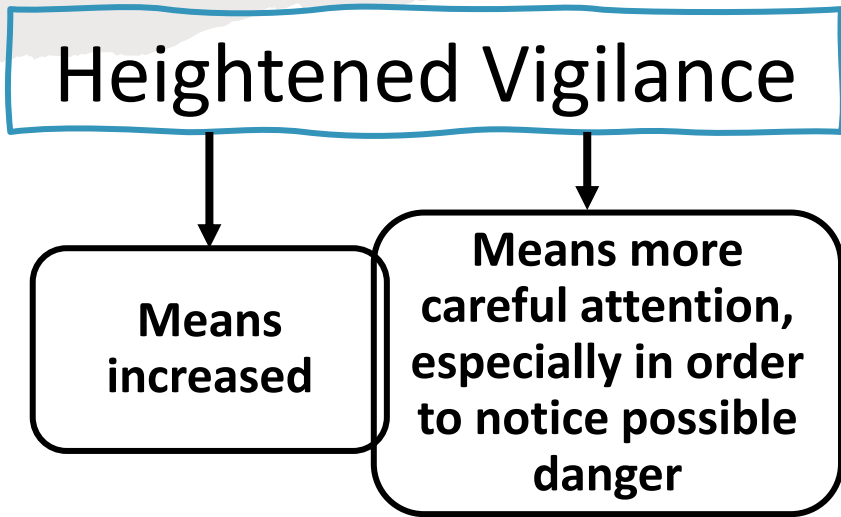 Heightened Vigilance
Means
increased
Means more
careful attention,
especially in order
to notice possible
danger